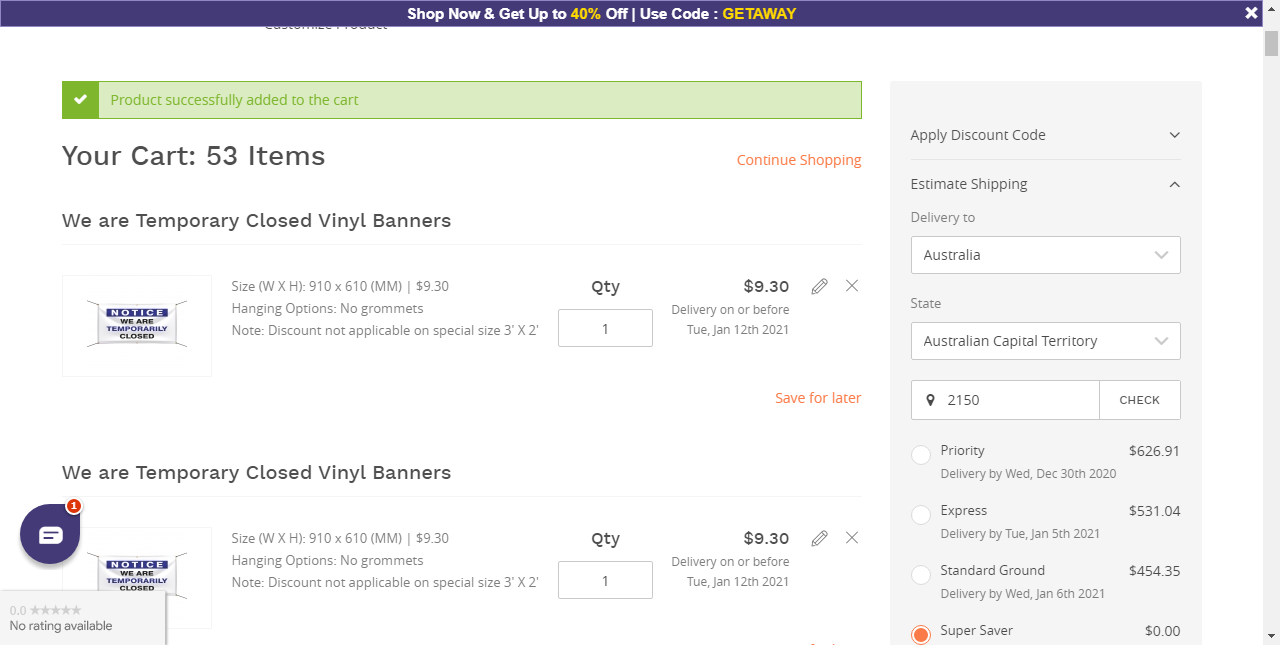 Shop Now & Get Up to 40% Off | Use Code : GETAWAY
Customize Product
Product successfully added to the cart
Your Cart: 53 Items
Continue Shopping
We are Temporary Closed Vinyl Banners
NOTICE
WE ARE
TEMPORARILY
CLOSED
Size (W X H): 910 x 610 (MM) | $9.30
Hanging Options: No grommets
Note: Discount not applicable on special size 3' X 2'
Qty
1
$9.30
Delivery on or before
Tue, Jan 12th 2021
Save for later
We are Temporary Closed Vinyl Banners
NOTICE
WE ARE
TEMPORARILY
CLOSED
Size (W X H): 910 x 610 (MM) | $9.30
Hanging Options: No grommets
Note: Discount not applicable on special size 3' X 2'
Qty
1
$9.30
Delivery on or before
Tue, Jan 12th 2021
1
0.0
No rating available
Apply Discount Code
Estimate Shipping
Delivery to
Australia
State
Australian Capital Territory
2150
CHECK
Priority $626.91
Delivery by Wed, Dec 30th 2020
Express $531.04
Delivery by Tue, Jan 5th 2021
Standard Ground $454.35
Delivery by Wed, Jan 6th 2021
Super Saver $0.00